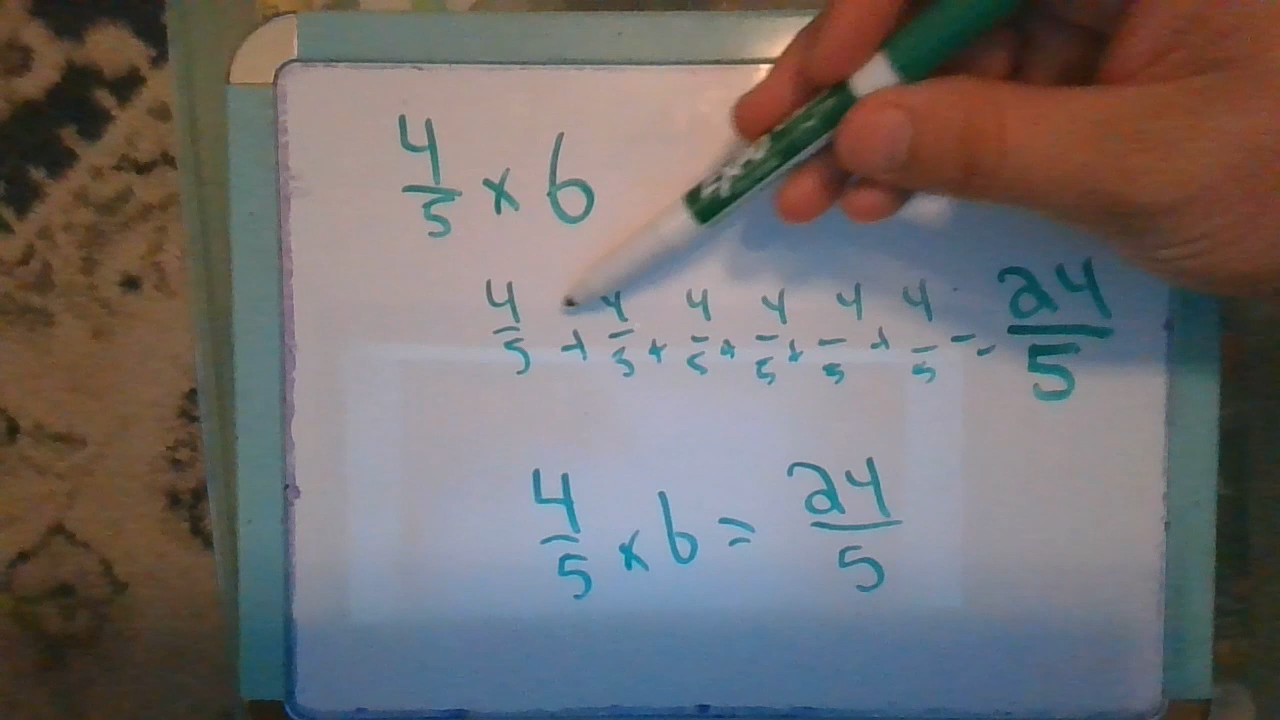 4/5 × 6
4/5 + 4/5 + 4/5 + 4/5 + 4/5 + 4/5 = 24/5
4/5 × 6 = 24/5